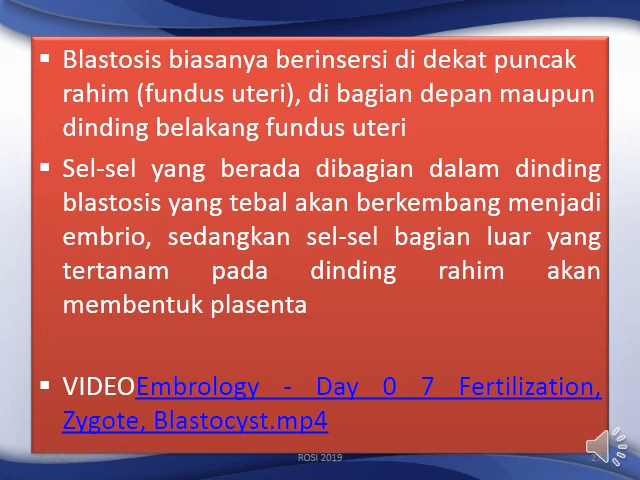 ▪ Blastosis biasanya berinsersi di dekat puncak
rahim (fundus uteri), di bagian depan maupun
dinding belakang fundus uteri
▪ Sel-sel yang berada dibagian dalam dinding
blastosis yang tebal akan berkembang menjadi
embrio, sedangkan sel-sel bagian luar yang
tertanam pada dinding rahim akan
membentuk plasenta
▪ VIDEOEmbrology - Day 0 7 Fertilization,
Zygote, Blastocyst.mp4
ROSI 2019